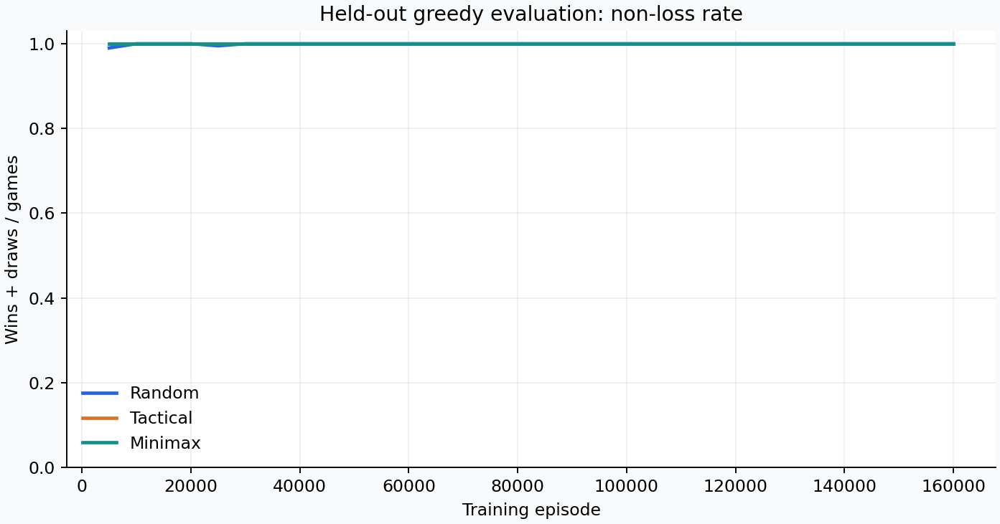 Held-out greedy evaluation: non-loss rate
Wins + draws / games
1.0
0.8
0.6
0.4
0.2
0.0
Random
Tactical
Minimax
0 20000 40000 60000 80000 100000 120000 140000 160000
Training episode